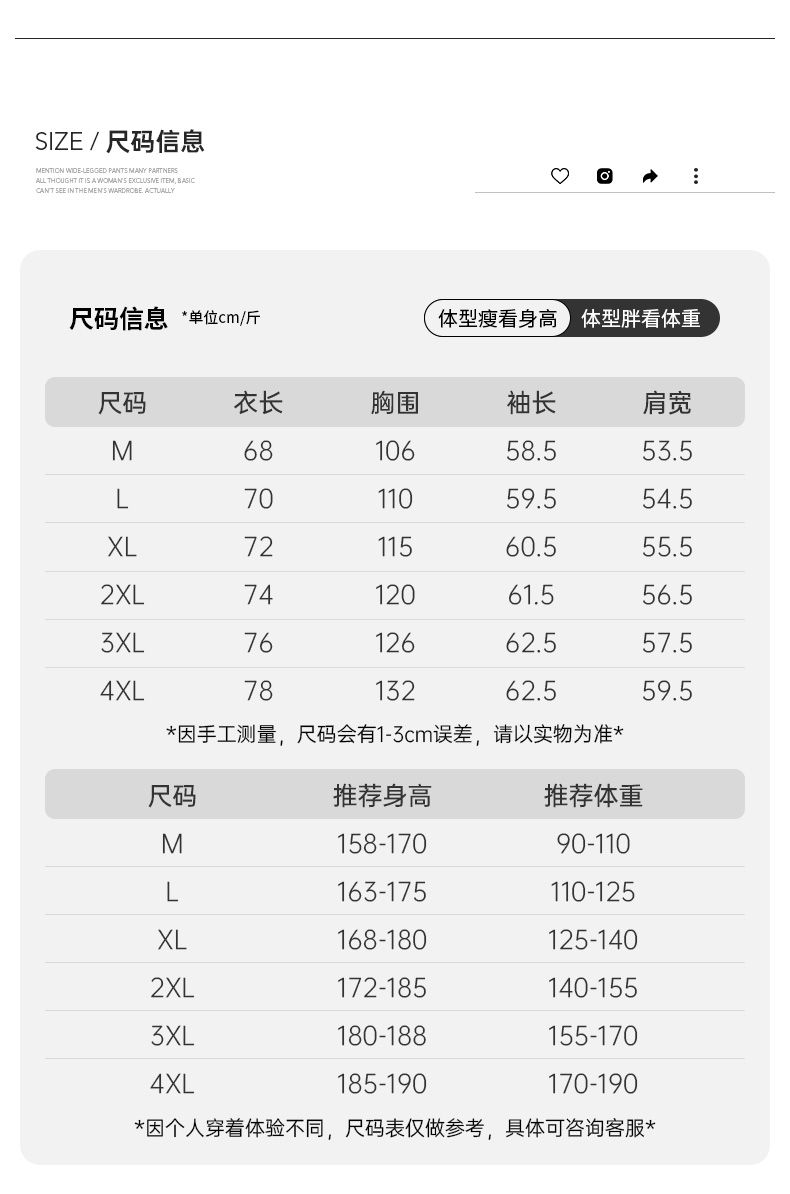 SIZE / 尺码信息
MENTION WIDE-LEGGED PANTS MANY PARTNERS
ALL THOUGHT IT IS A WOMAN'S EXCLUSIVE ITEM, BASIC
CAN'T SEE IN THE MEN'S WARDROBE. ACTUALLY
尺码信息 *单位cm/斤 体型瘦看身高 体型胖看体重
尺码 衣长 胸围 袖长 肩宽
M 68 106 58.5 53.5
L 70 110 59.5 54.5
XL 72 115 60.5 55.5
2XL 74 120 61.5 56.5
3XL 76 126 62.5 57.5
4XL 78 132 62.5 59.5
*因手工测量，尺码会有1-3cm误差，请以实物为准*
尺码 推荐身高 推荐体重
M 158-170 90-110
L 163-175 110-125
XL 168-180 125-140
2XL 172-185 140-155
3XL 180-188 155-170
4XL 185-190 170-190
*因个人穿着体验不同，尺码表仅做参考，具体可咨询客服*